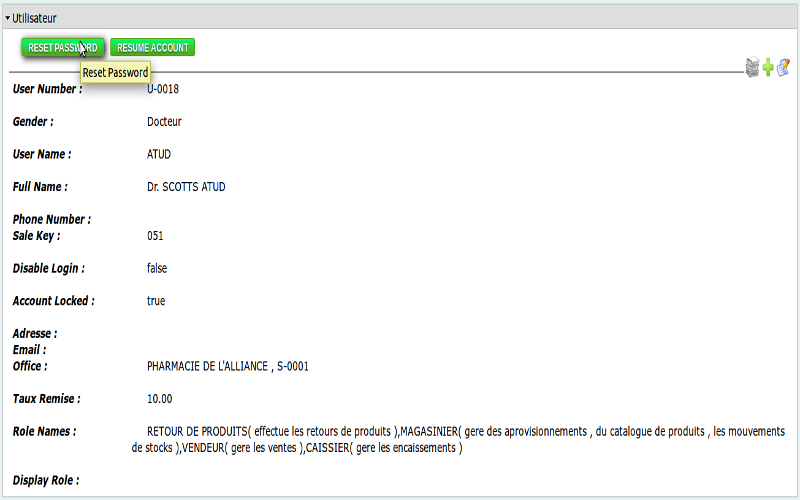 Utilisateur
RESET PASSWORD RESUME ACCOUNT
Reset Password
User Number : U-0018
Gender : Docteur
User Name : ATUD
Full Name : Dr. SCOTTS ATUD
Phone Number :
Sale Key : 051
Disable Login : false
Account Locked : true
Adresse :
Email :
Office : PHARMACIE DE L'ALLIANCE , S-0001
Taux Remise : 10.00
Role Names : RETOUR DE PRODUITS( effectue les retours de produits ),MAGASINIER( gere des aprovisionnements , du catalogue de produits , les mouvements
de stocks ),VENDEUR( gere les ventes ),CAISSIER( gere les encaissements )
Display Role :